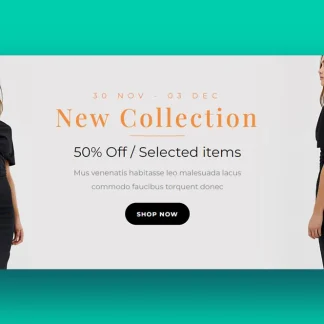 30 NOV - 03 DEC
New Collection
50% Off / Selected items
Mus venenatis habitasse leo malesuada lacus
commodo faucibus torquent donec
SHOP NOW